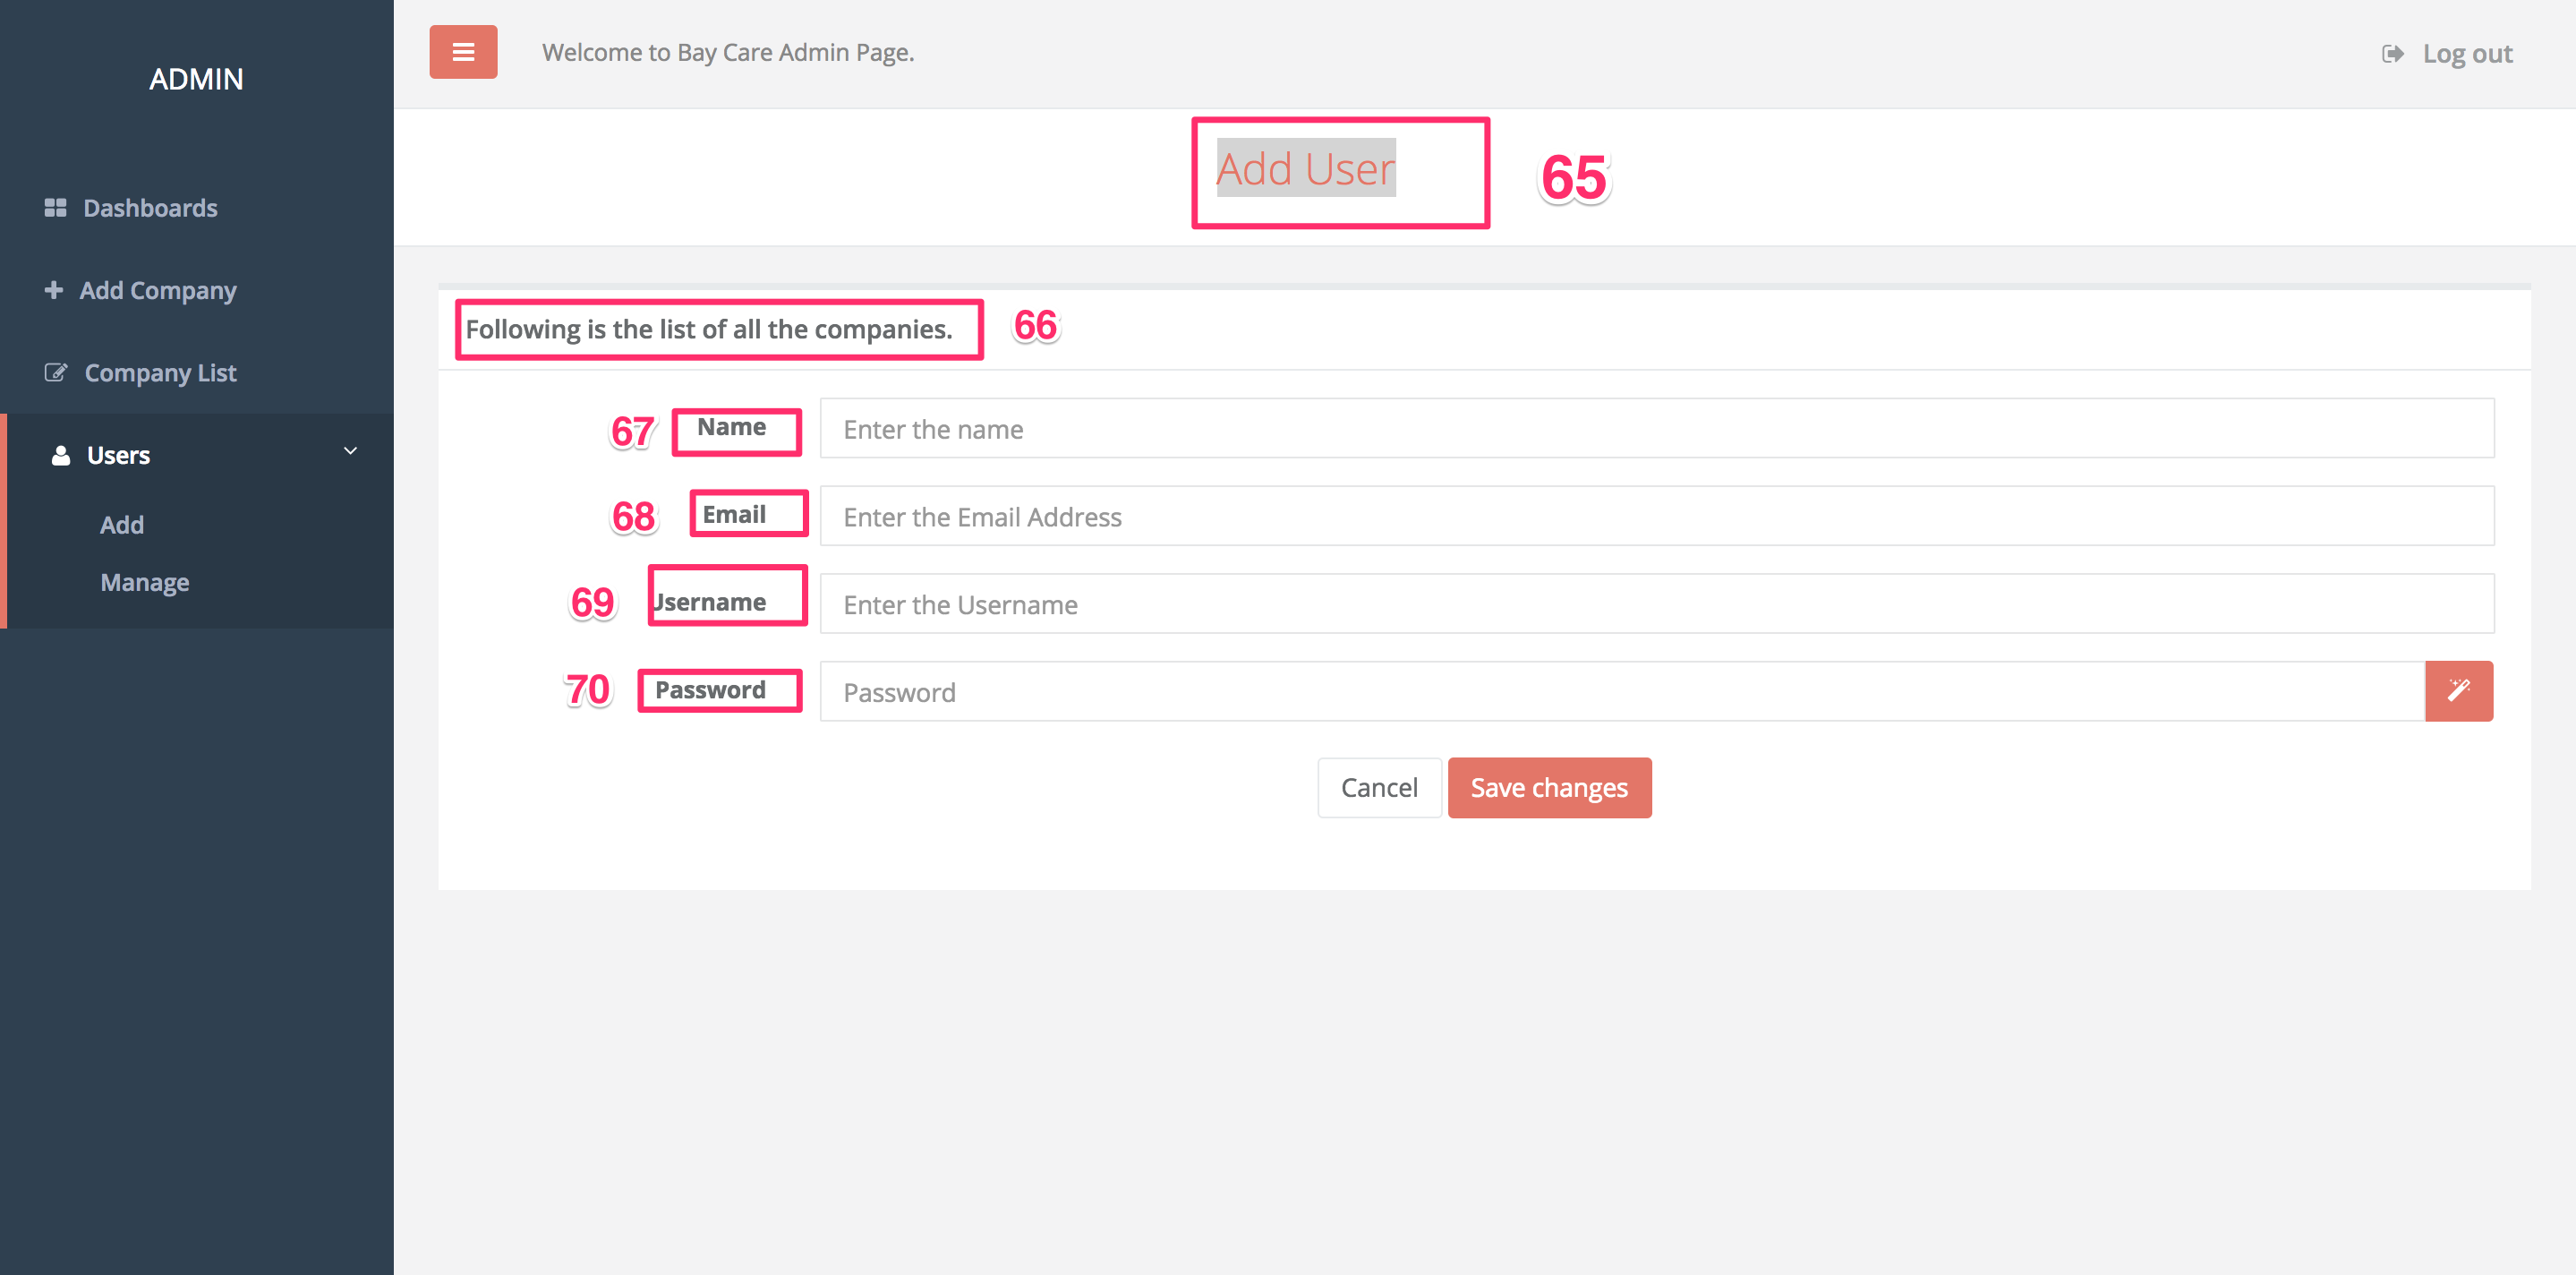 ADMIN
Dashboards
Add Company
Company List
Users
Add
Manage
Welcome to Bay Care Admin Page.
Log out
Add User
65
Following is the list of all the companies.
66
67 Name Enter the name
68 Email Enter the Email Address
69 Username Enter the Username
70 Password Password
Cancel Save changes